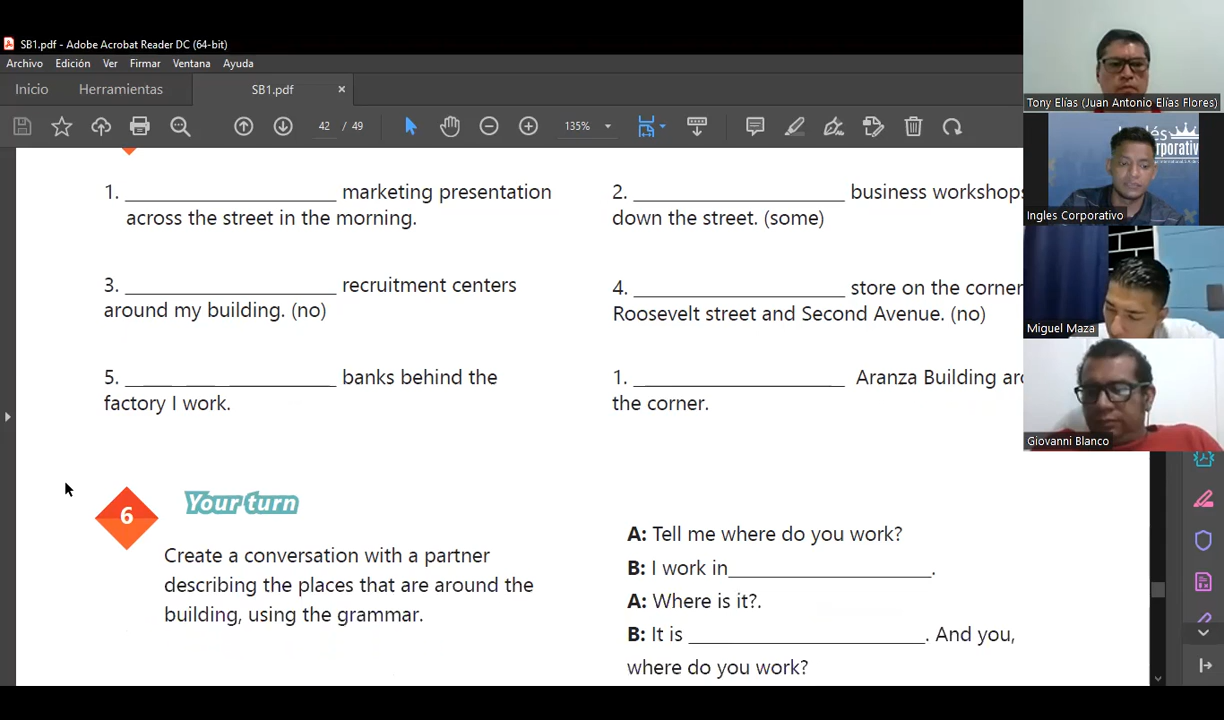 SB1.pdf - Adobe Acrobat Reader DC (64-bit)
Archivo Edición Ver Firmar Ventana Ayuda
Inicio Herramientas SB1.pdf
42 / 49 135%
1. ____________________ marketing presentation
across the street in the morning.
2. ____________________ business workshops
down the street. (some)
3. ____________________ recruitment centers
around my building. (no)
4. ____________________ store on the corner
Roosevelt street and Second Avenue. (no)
5. ____________________ banks behind the
factory I work.
1. ____________________ Aranza Building
the corner.
6 Your turn
Create a conversation with a partner
describing the places that are around the
building, using the grammar.
A: Tell me where do you work?
B: I work in____________________.
A: Where is it?.
B: It is ____________________. And you,
where do you work?
Tony Elías (Juan Antonio Elías Flores)
Inglés
Ingles Corporativo
Miguel Maza
Giovanni Blanco